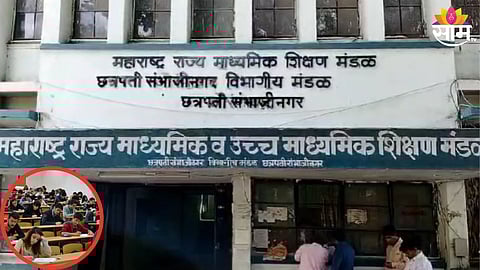 साम
महाराष्ट्र राज्य माध्यमिक शिक्षण मंडळ
छत्रपती संभाजीनगर विभागीय मंडळ
छत्रपती संभाजीनगर
महाराष्ट्र राज्य माध्यमिक व उच्च माध्यमिक शिक्षण मंडळ
छत्रपती संभाजीनगर विभागीय मंडळ छत्रपती संभाजीनगर